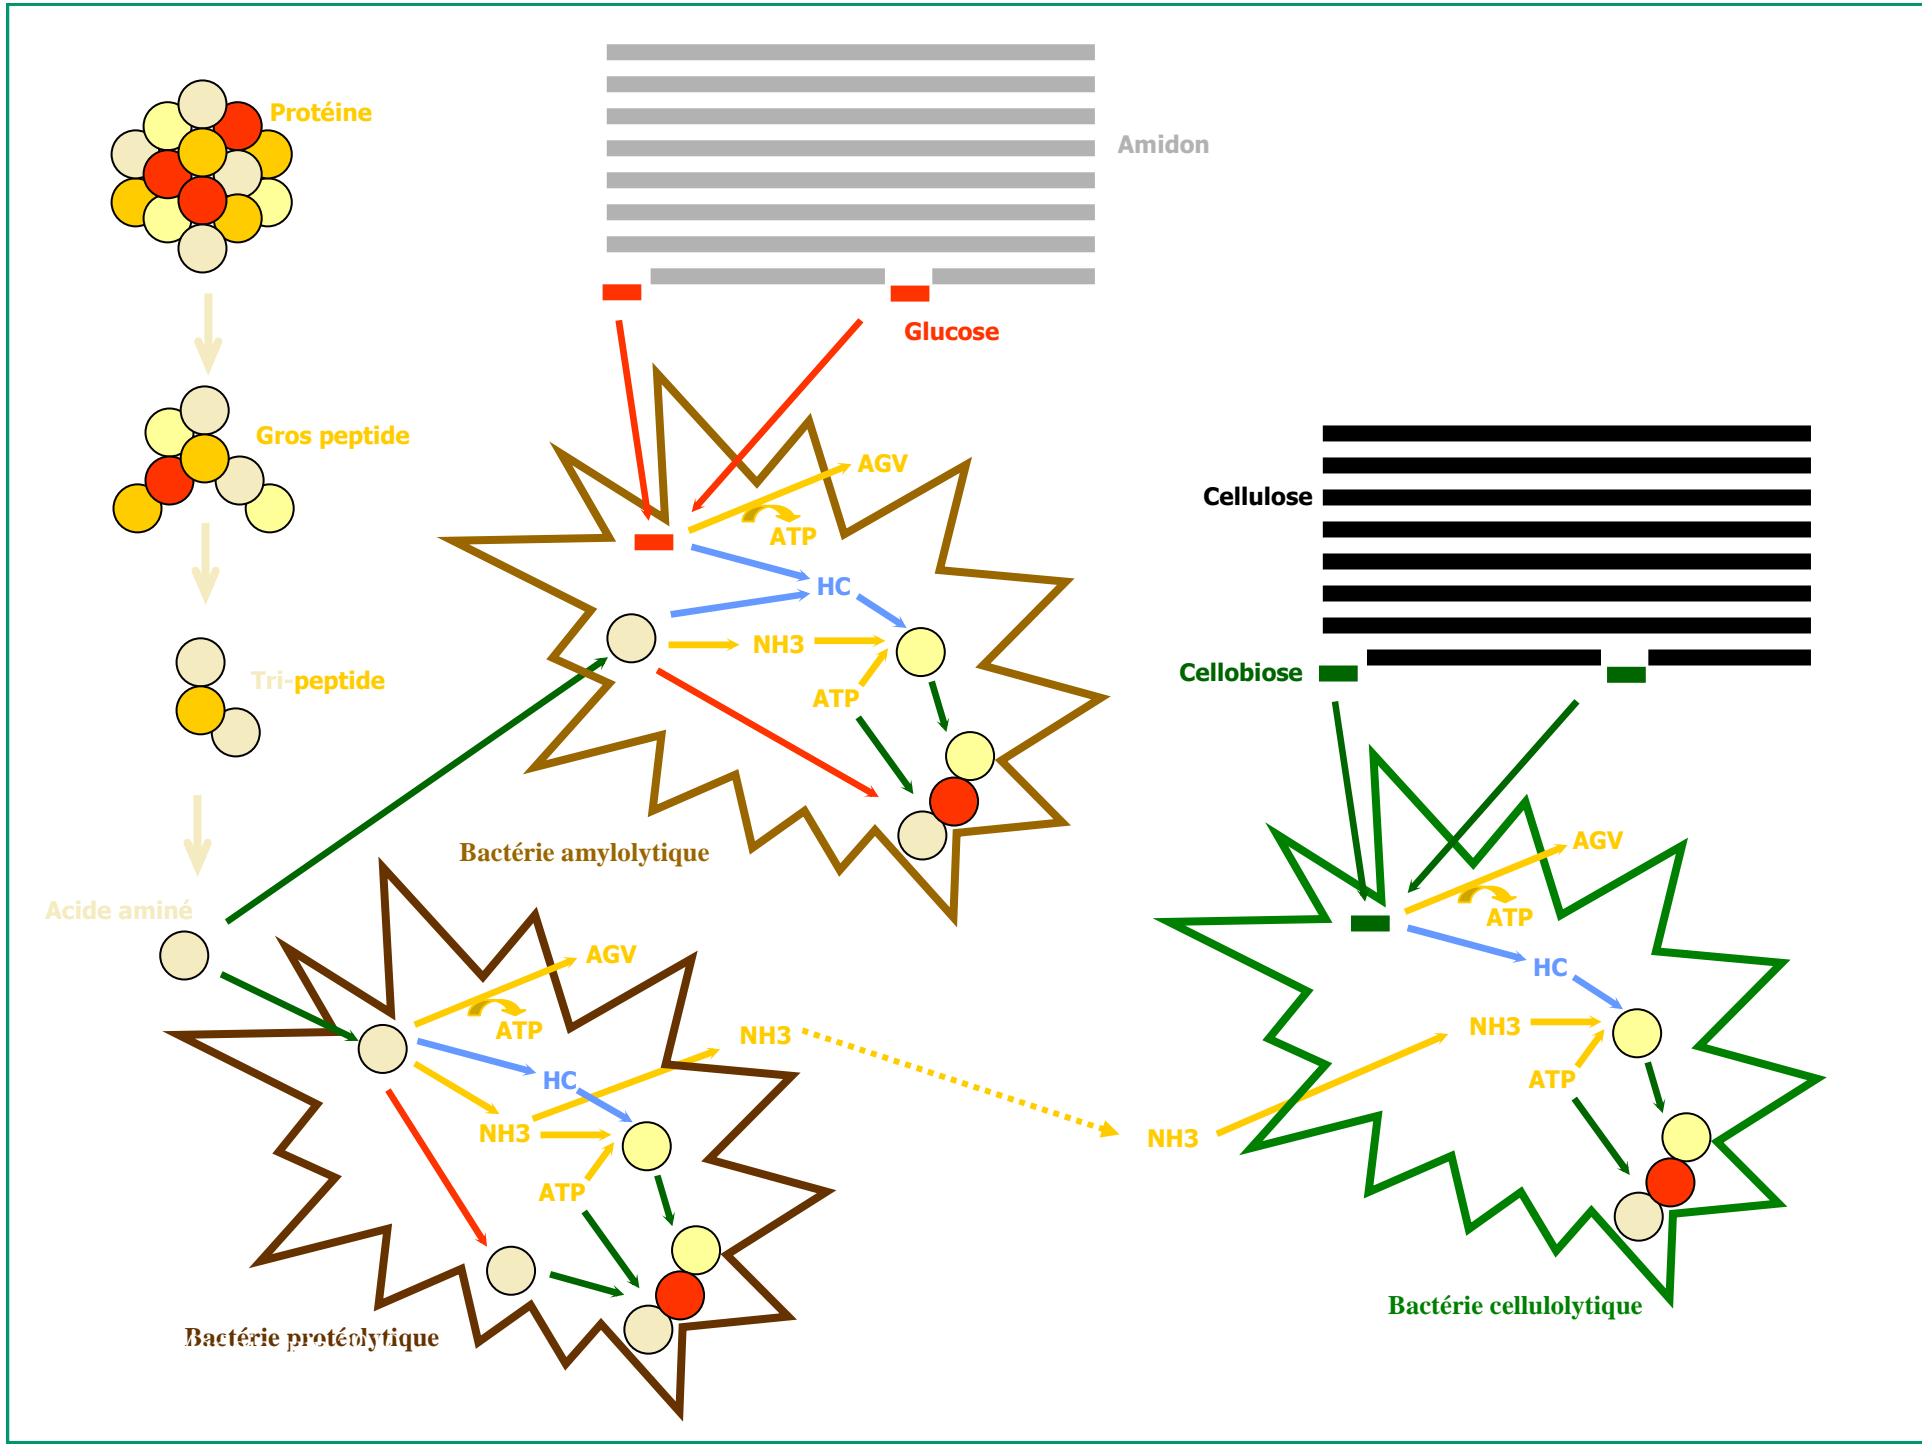 Protéine
Amidon
Glucose
Gros peptide
AGV
ATP
HC
Cellulose
NH3
Cellobiose
Tri-peptide
ATP
Bactérie amylolytique
AGV
Acide aminé
ATP
AGV
HC
ATP
NH3
NH3
HC
ATP
NH3
NH3
ATP
Bactérie cellulolytique
Bactérie protéolytique